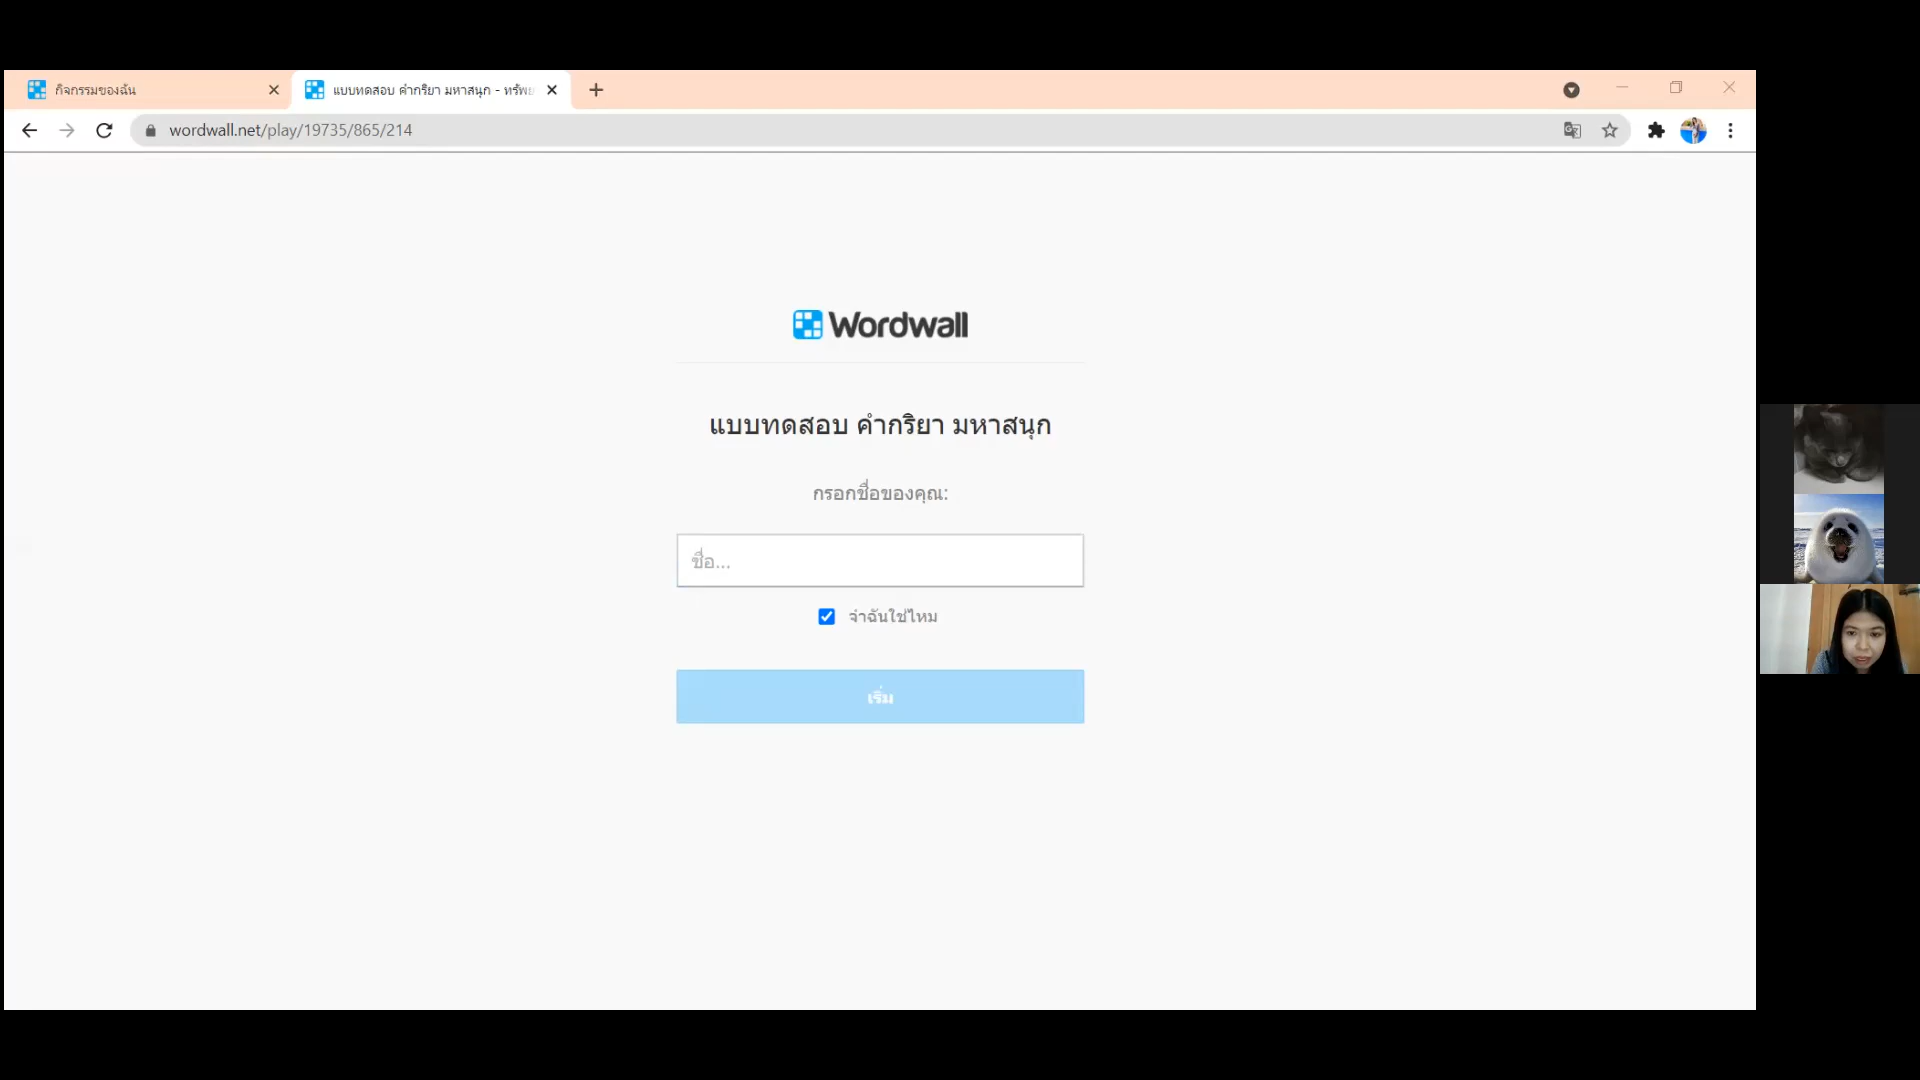 กิจกรรมของฉัน
แบบทดสอบ คำกริยา มหาสนุก - ทรัพย
wordwall.net/play/19735/865/214
Wordwall
แบบทดสอบ คำกริยา มหาสนุก
กรอกชื่อของคุณ:
ชื่อ...
จำฉันใช่ไหม
เริ่ม